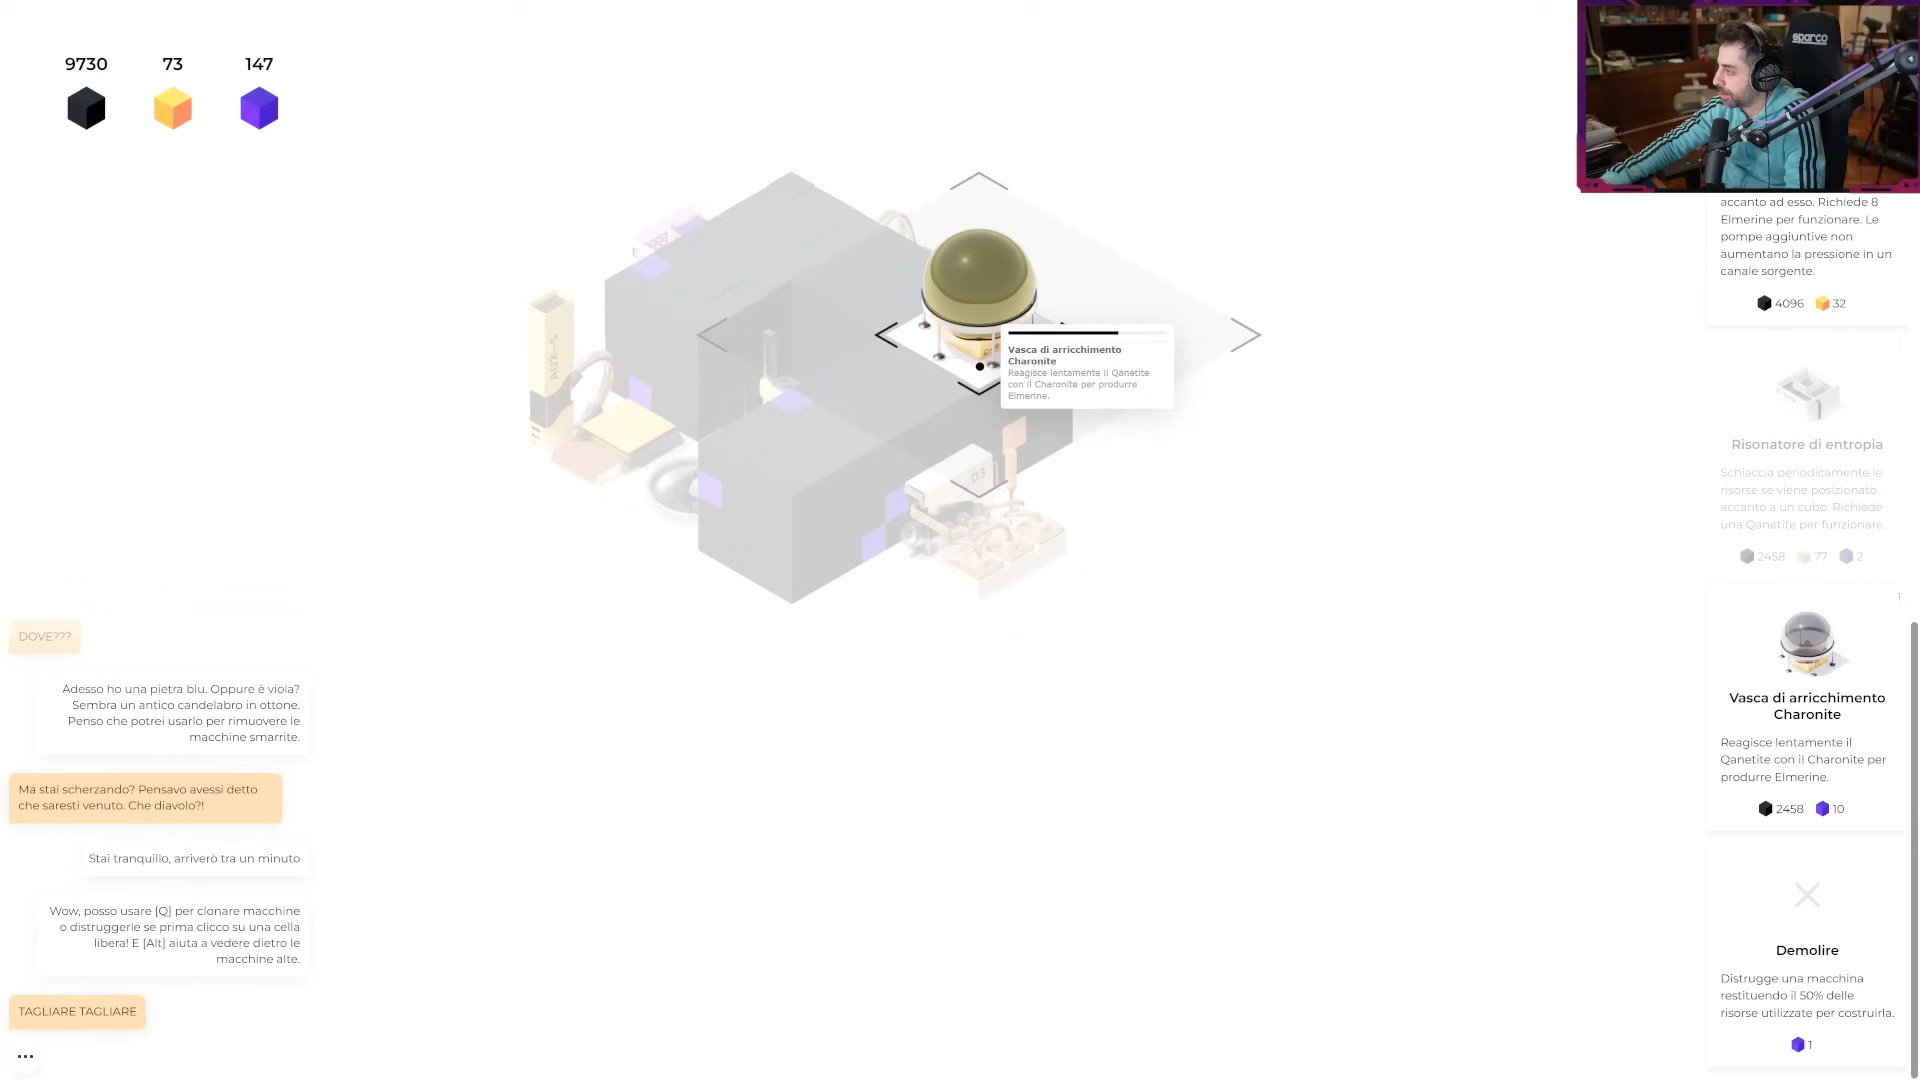 9730 73 147
sparco
accanto ad esso. Richiede 8
Elmerine per funzionare. Le
pompe aggiuntive non
aumentano la pressione in un
canale sorgente.
4096 32
AUX-S
Vasca di arricchimento
Charonite
Reagisce lentamente il Qanetite
con il Charonite per produrre
Elmerine.
D3
Risonatore di entropia
Schiaccia periodicamente le
risorse se viene posizionato
accanto a un cubo. Richiede
una Qanetite per funzionare.
2458 77 2
1
Vasca di arricchimento
Charonite
Reagisce lentamente il
Qanetite con il Charonite per
produrre Elmerine.
2458 10
Demolire
Distrugge una macchina
restituendo il 50% delle
risorse utilizzate per costruirla.
1
DOVE???
Adesso ho una pietra blu. Oppure è viola?
Sembra un antico candelabro in ottone.
Penso che potrei usarlo per rimuovere le
macchine smarrite.
Ma stai scherzando? Pensavo avessi detto
che saresti venuto. Che diavolo?!
Stai tranquillo, arriverò tra un minuto
Wow, posso usare [Q] per clonare macchine
o distruggerle se prima clicco su una cella
libera! E [Alt] aiuta a vedere dietro le
macchine alte.
TAGLIARE TAGLIARE
...